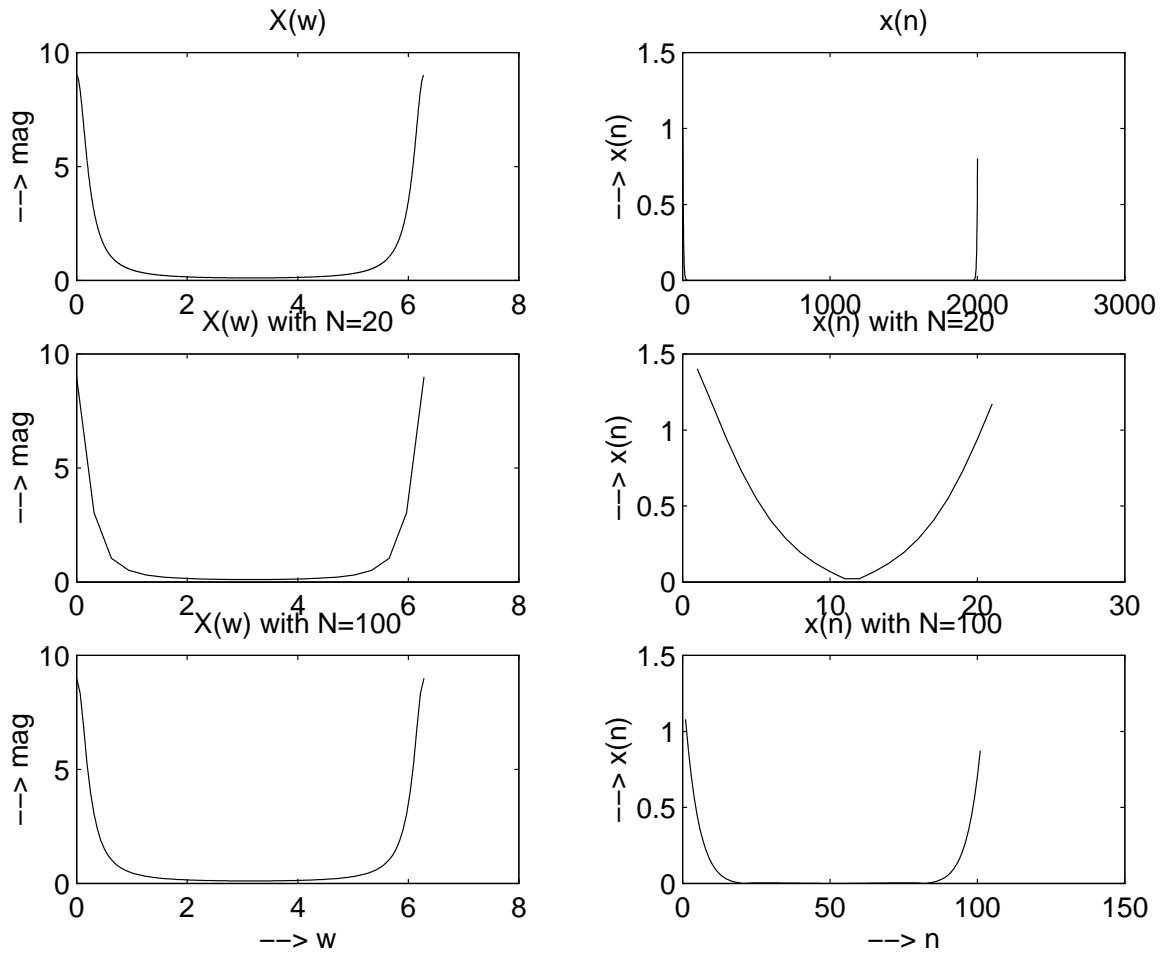 X(w)
10
5
0
0 2 4 6 8
−−> mag
x(n)
1.5
1
0.5
0
0 1000 2000 3000
−−> x(n)
X(w) with N=20
10
5
0
0 2 4 6 8
−−> mag
x(n) with N=20
1.5
1
0.5
0
0 10 20 30
−−> x(n)
X(w) with N=100
10
5
0
0 2 4 6 8
−−> mag
−−> w
x(n) with N=100
1.5
1
0.5
0
0 50 100 150
−−> x(n)
−−> n